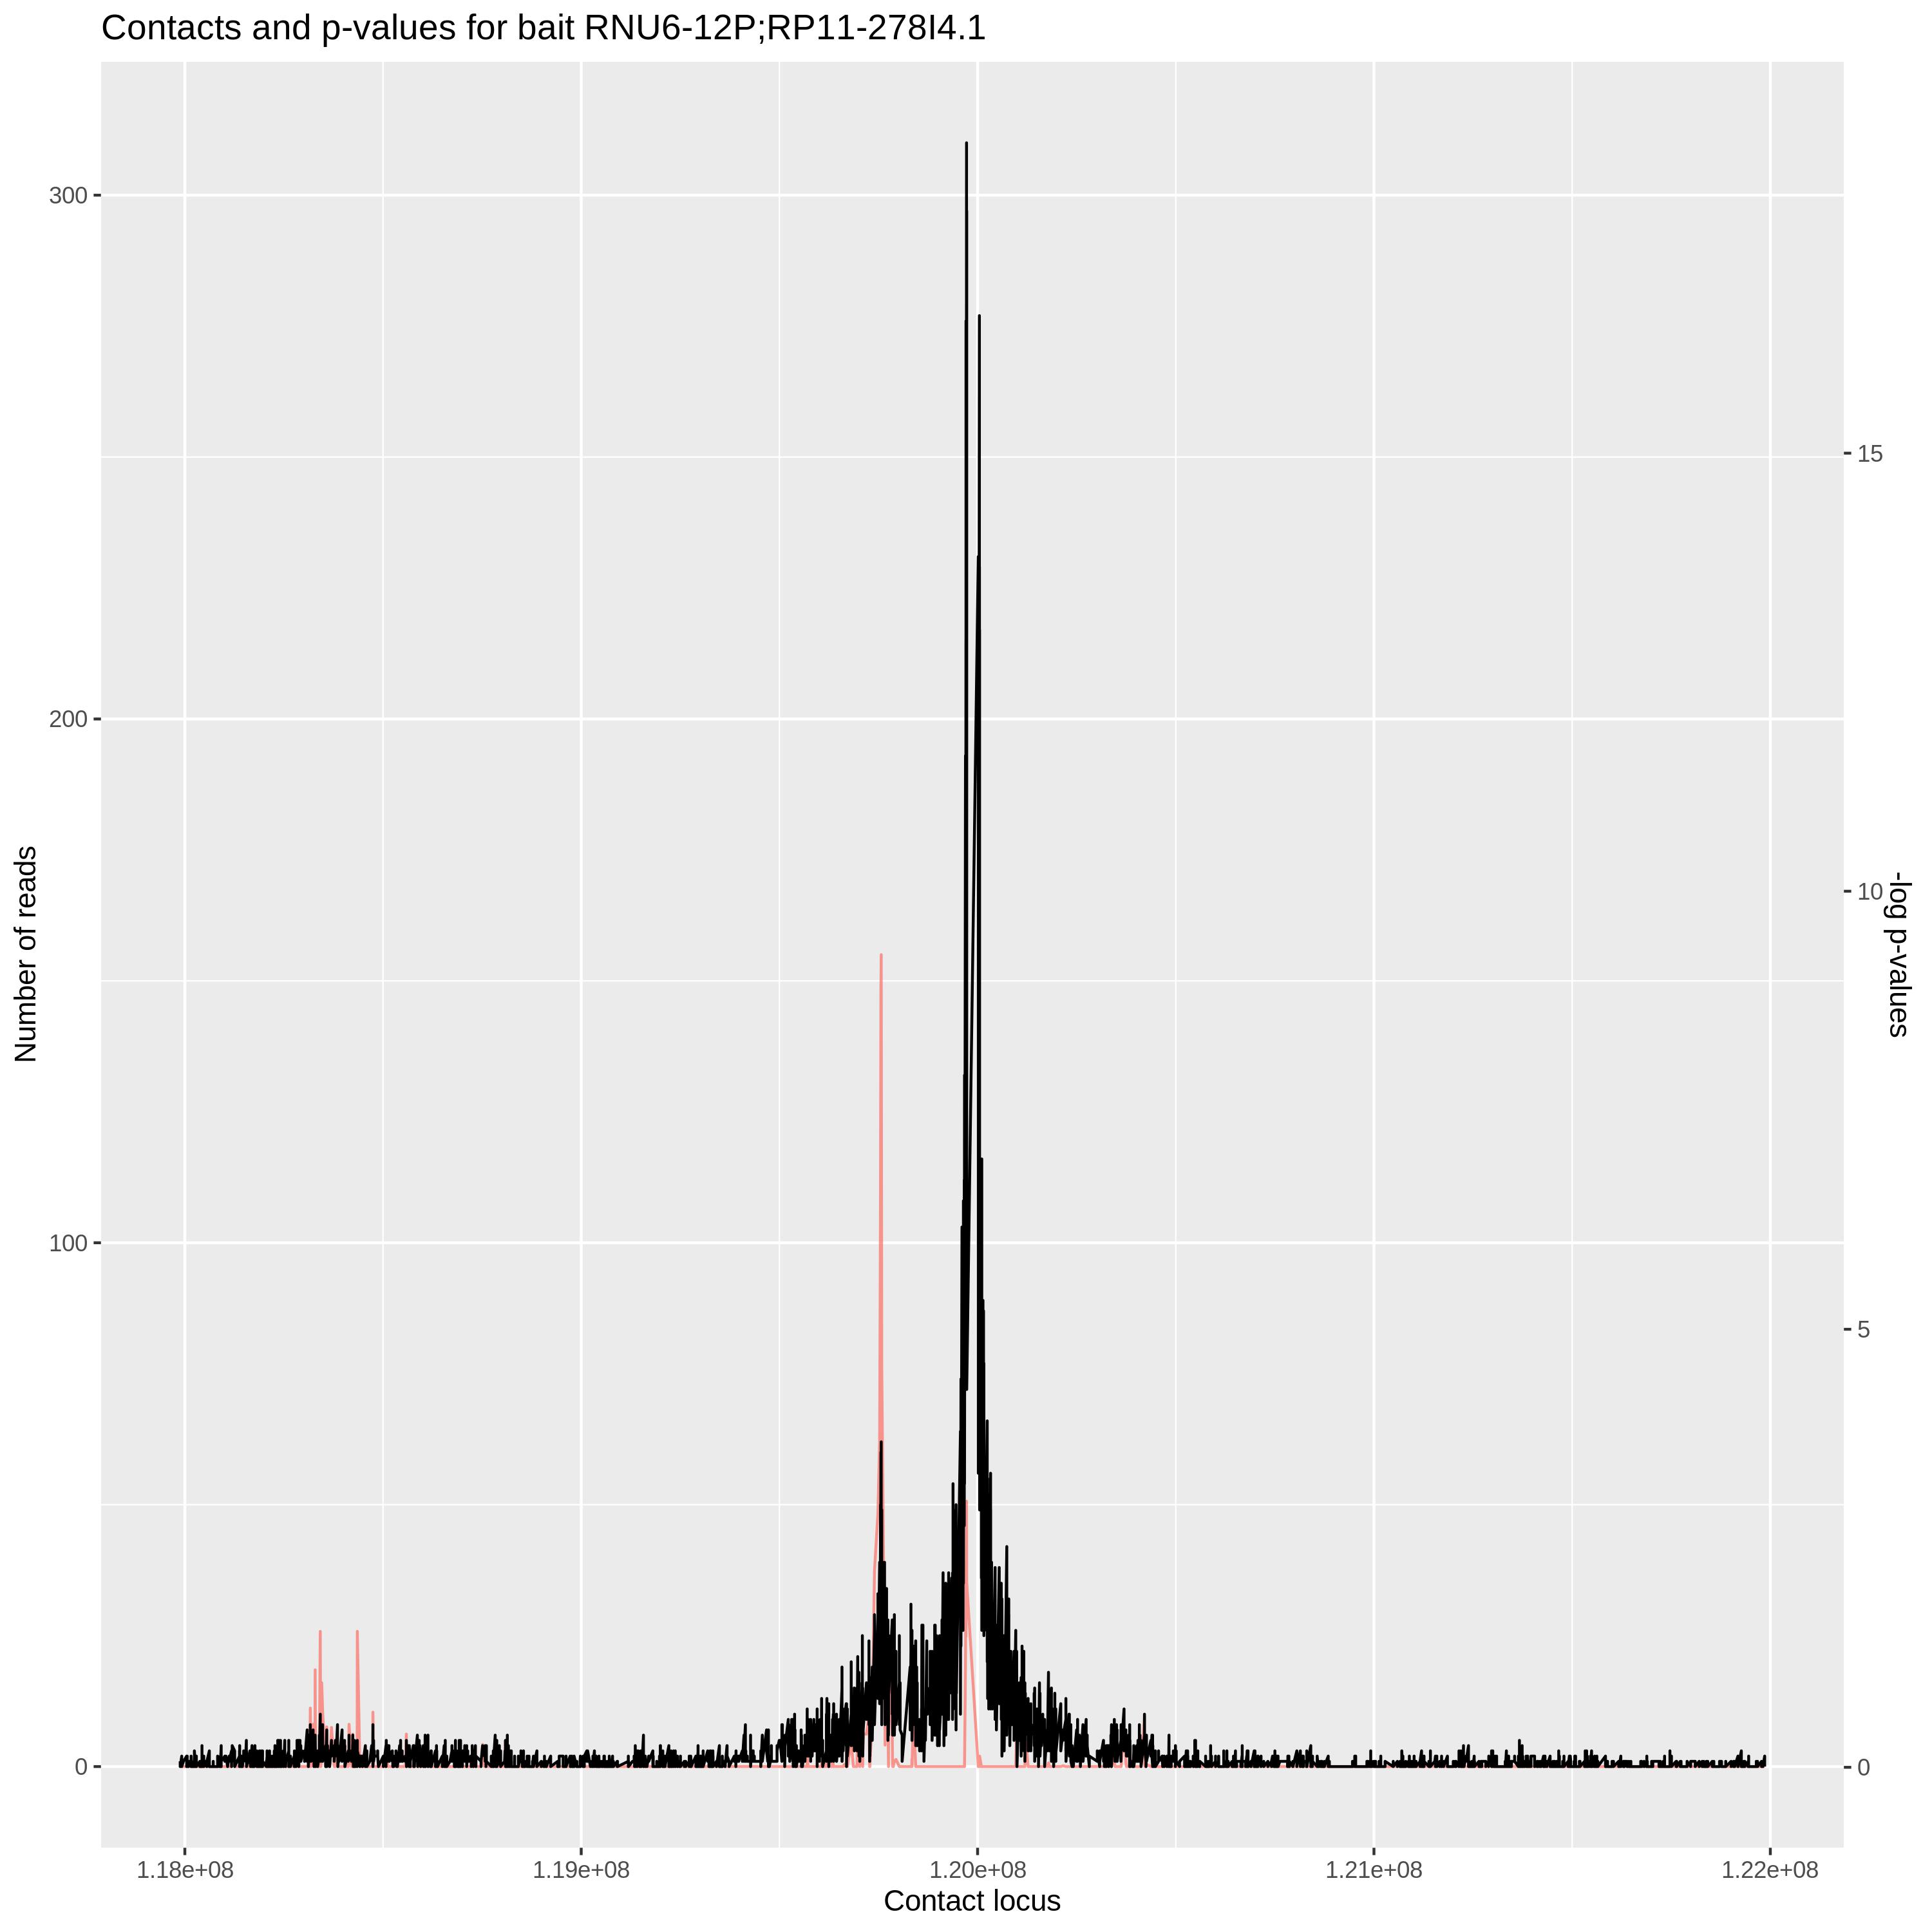 Contacts and p-values for bait RNU6-12P;RP11-278I4.1
300
200
100
0
Number of reads
15
10
5
0
-log p-values
1.18e+08
1.19e+08
1.20e+08
1.21e+08
1.22e+08
Contact locus